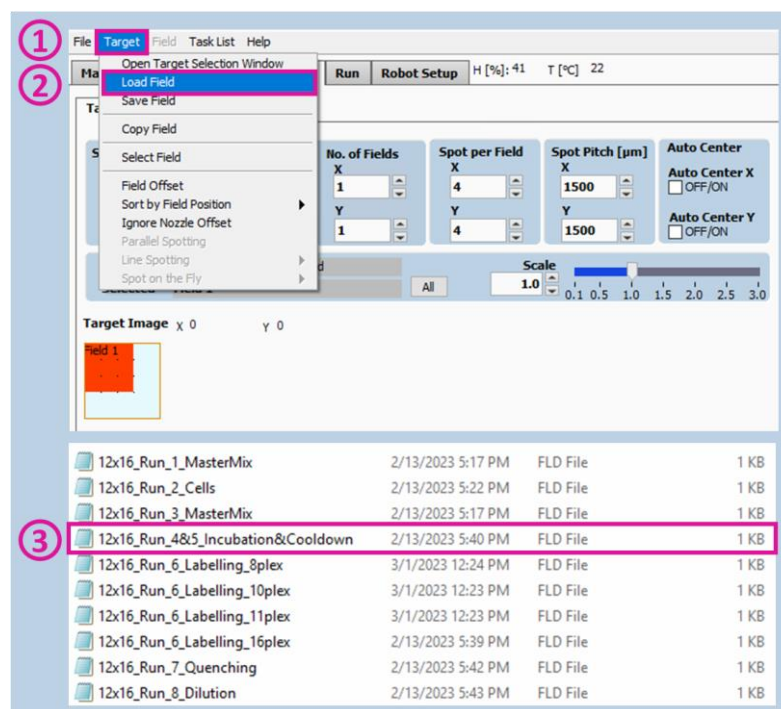 1
File Target Field Task List Help
2
Ma
Run Robot Setup H [%]: 41 T [°C] 22
Open Target Selection Window
Load Field
Save Field
Copy Field
Select Field
Field Offset
Sort by Field Position
Ignore Nozzle Offset
Parallel Spotting
Line Spotting
Spot on the Fly
Ta
S
No. of Fields
X
1
Y
1
Spot per Field
X
4
Y
4
Spot Pitch [µm]
X
1500
Y
1500
Auto Center
Auto Center X
OFF/ON
Auto Center Y
OFF/ON
All
Scale
1.0
0.1 0.5 1.0 1.5 2.0 2.5 3.0
Target Image X 0 Y 0
Field 1
12x16_Run_1_MasterMix 2/13/2023 5:17 PM FLD File 1 KB
12x16_Run_2_Cells 2/13/2023 5:22 PM FLD File 1 KB
12x16_Run_3_MasterMix 2/13/2023 5:17 PM FLD File 1 KB
3
12x16_Run_4&5_Incubation&Cooldown 2/13/2023 5:40 PM FLD File 1 KB
12x16_Run_6_Labelling_8plex 3/1/2023 12:24 PM FLD File 1 KB
12x16_Run_6_Labelling_10plex 3/1/2023 12:23 PM FLD File 1 KB
12x16_Run_6_Labelling_11plex 3/1/2023 12:23 PM FLD File 1 KB
12x16_Run_6_Labelling_16plex 2/13/2023 5:39 PM FLD File 1 KB
12x16_Run_7_Quenching 2/13/2023 5:42 PM FLD File 1 KB
12x16_Run_8_Dilution 2/13/2023 5:43 PM FLD File 1 KB